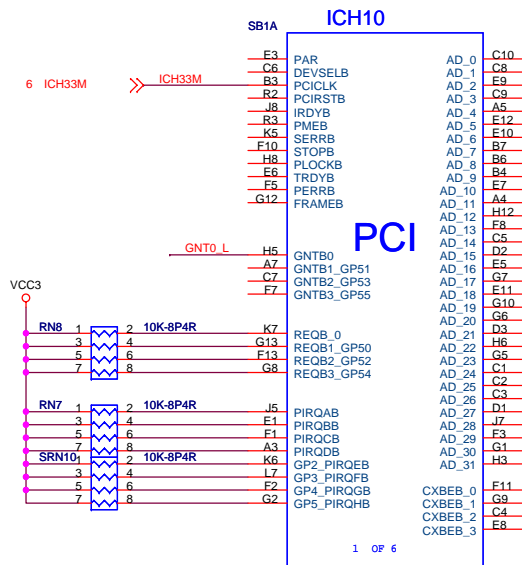 ICH10
SB1A
E3 PAR AD_0 C10
C6 DEVSELB AD_1 C8
6 ICH33M ICH33M B3 PCICLK AD_2 E9
R2 PCIRSTB AD_3 C9
J8 IRDYB AD_4 A5
R3 PMEB AD_5 E12
K5 SERRB AD_6 E10
F10 STOPB AD_7 B7
H8 PLOCKB AD_8 B6
E6 TRDYB AD_9 B4
F5 PERRB AD_10 E7
G12 FRAMEB AD_11 A4
AD_12 H12
AD_13 F8
PCI
AD_14 C5
GNT0_L H5 GNTB0 AD_15 D2
A7 GNTB1_GP51 AD_16 E5
C7 GNTB2_GP53 AD_17 G7
F7 GNTB3_GP55 AD_18 E11
VCC3
AD_19 G10
AD_20 G6
RN8 1 2 10K-8P4R K7 REQB_0 AD_21 D3
3 4 G13 REQB1_GP50 AD_22 H6
5 6 F13 REQB2_GP52 AD_23 G5
7 8 G8 REQB3_GP54 AD_24 C1
AD_25 C2
AD_26 C3
RN7 1 2 10K-8P4R J5 PIRQAB AD_27 D1
3 4 E1 PIRQBB AD_28 J7
5 6 F1 PIRQCB AD_29 F3
7 8 A3 PIRQDB AD_30 G1
SRN10 1 2 10K-8P4R K6 GP2_PIRQEB AD_31 H3
3 4 L7 GP3_PIRQFB
5 6 F2 GP4_PIRQGB CXBEB_0 F11
7 8 G2 GP5_PIRQHB CXBEB_1 G9
CXBEB_2 C4
CXBEB_3 E8
1 OF 6